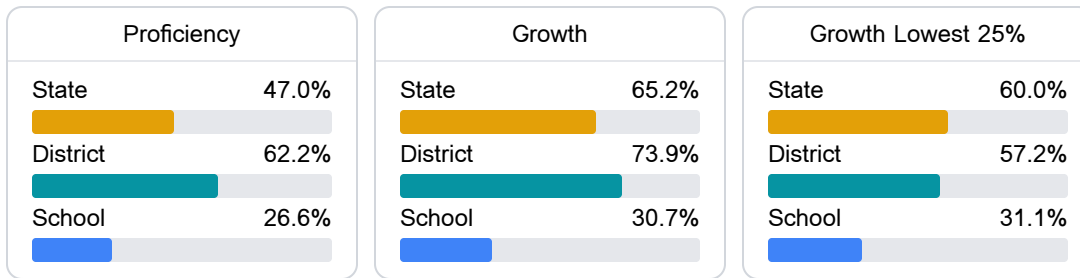 Proficiency
State 47.0%
District 62.2%
School 26.6%
Growth
State 65.2%
District 73.9%
School 30.7%
Growth Lowest 25%
State 60.0%
District 57.2%
School 31.1%